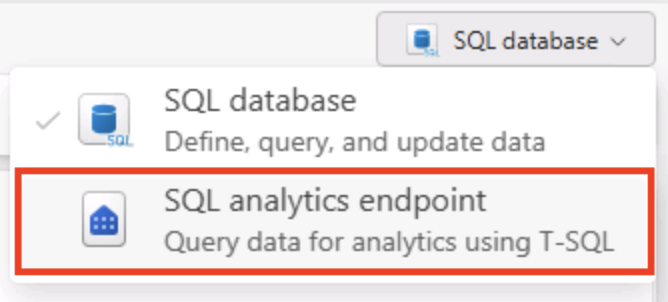 SQL database
SQL database
SQL
Define, query, and update data
SQL analytics endpoint
Query data for analytics using T-SQL